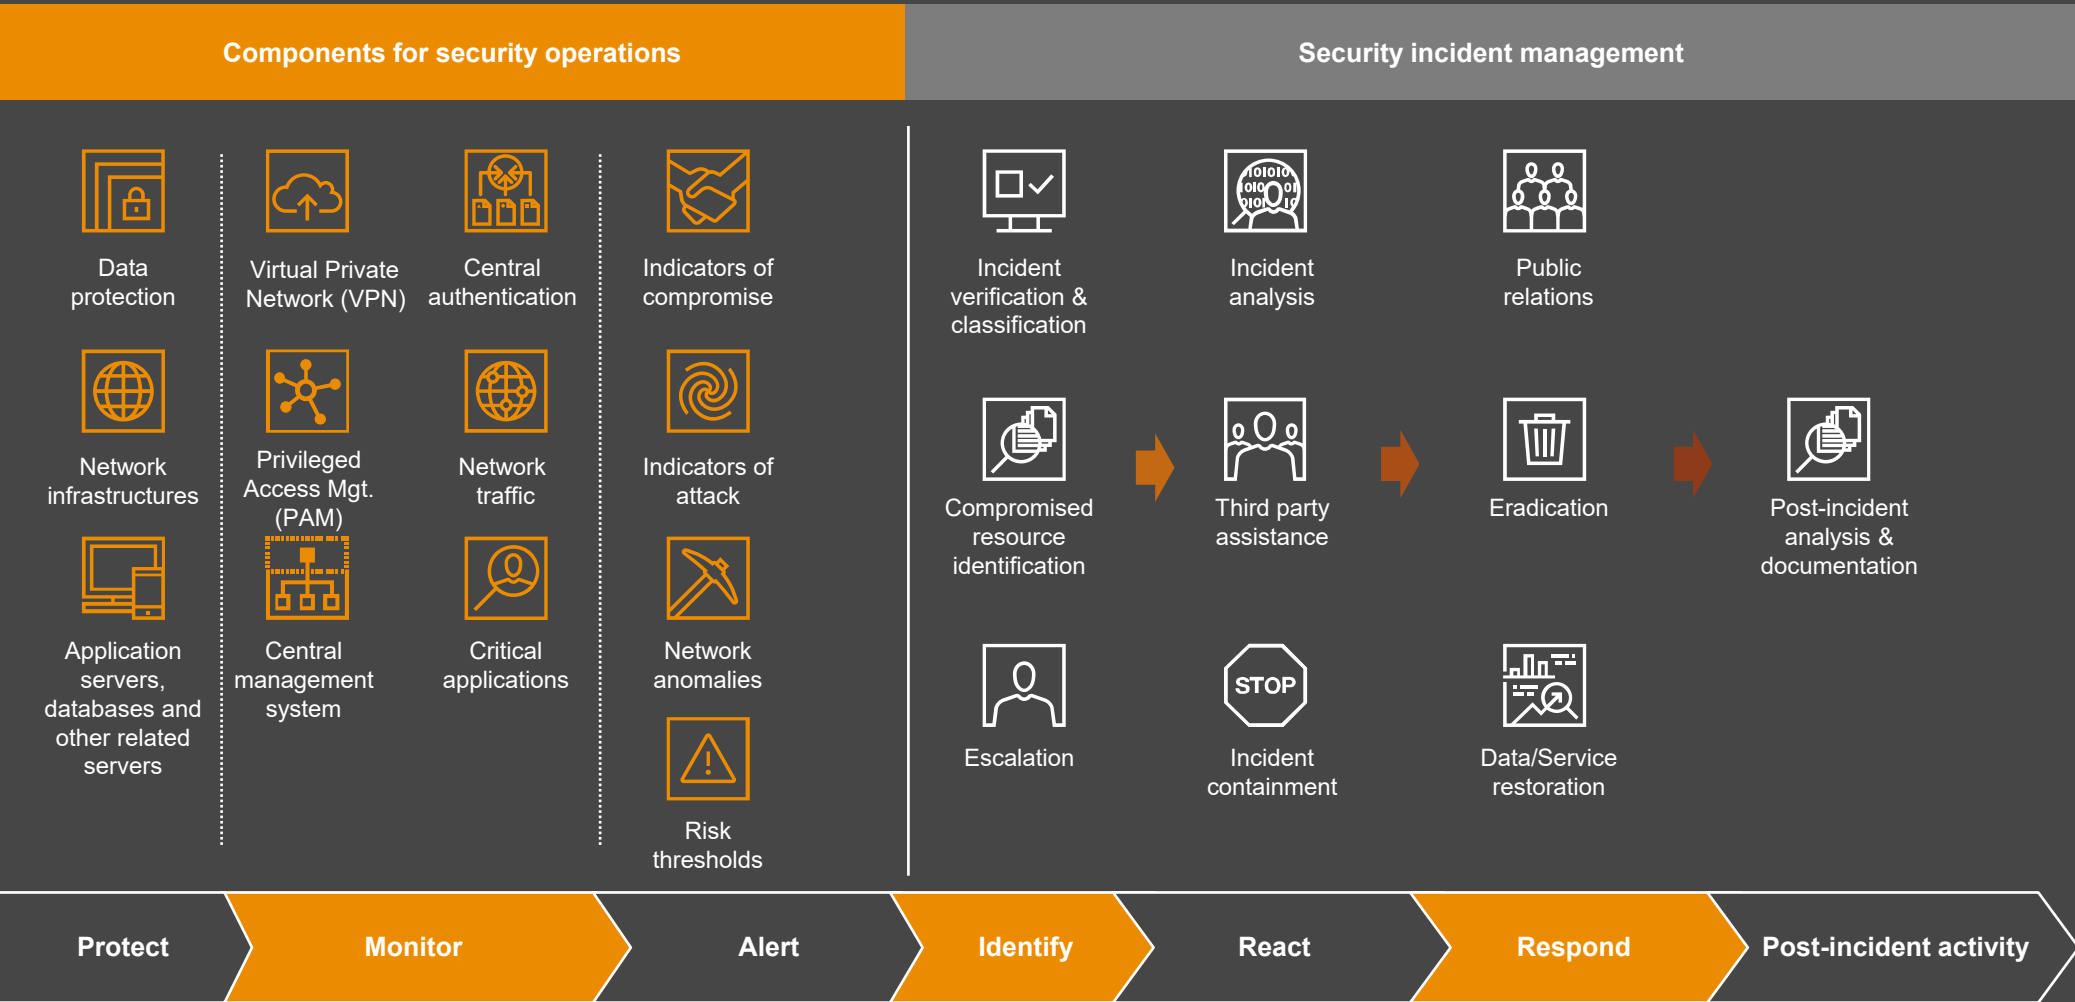 Components for security operations
Security incident management
Data
protection
Virtual Private
Network (VPN)
Central
authentication
Indicators of
compromise
Incident
verification &
classification
Incident
analysis
Public
relations
Network
infrastructures
Privileged
Access Mgt.
(PAM)
Network
traffic
Indicators of
attack
Compromised
resource
identification
Third party
assistance
Eradication
Post-incident
analysis &
documentation
Application
servers,
databases and
other related
servers
Central
management
system
Critical
applications
Network
anomalies
Risk
thresholds
Escalation
STOP
Incident
containment
Data/Service
restoration
Protect
Monitor
Alert
Identify
React
Respond
Post-incident activity